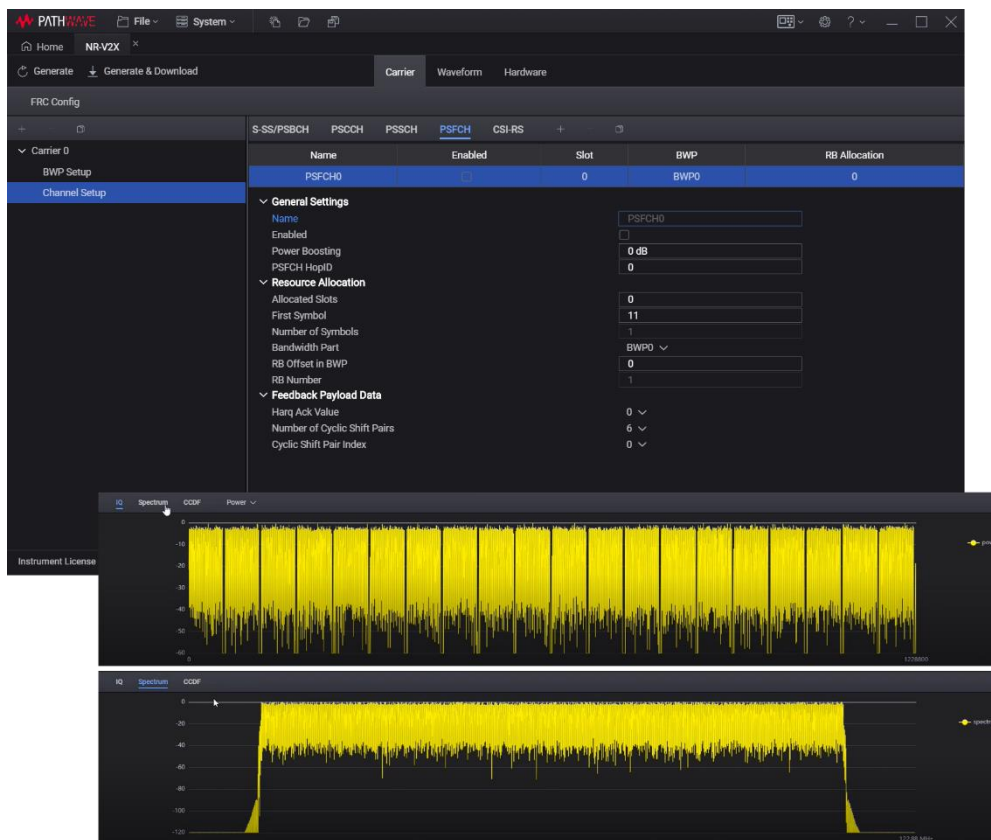 PATHWAVE File System
Home NR-V2X
Generate Generate & Download Carrier Waveform Hardware
FRC Config
S-SS/PSBCH PSCCH PSSCH PSFCH CSI-RS
Carrier 0
BWP Setup
Channel Setup
Name Enabled Slot BWP RB Allocation
PSFCH0 0 BWP0 0
General Settings
Name PSFCH0
Enabled
Power Boosting 0 dB
PSFCH HopID 0
Resource Allocation
Allocated Slots 0
First Symbol 11
Number of Symbols 1
Bandwidth Part BWP0
RB Offset in BWP 0
RB Number 1
Feedback Payload Data
Harq Ack Value 0
Number of Cyclic Shift Pairs 6
Cyclic Shift Pair Index 0
Instrument License
IQ Spectrum CCDF Power
0
-10
-20
-30
-40
-50
-60
0 1228800
IQ Spectrum CCDF
0
-20
-40
-60
-80
-100
-120
122.88 MHz